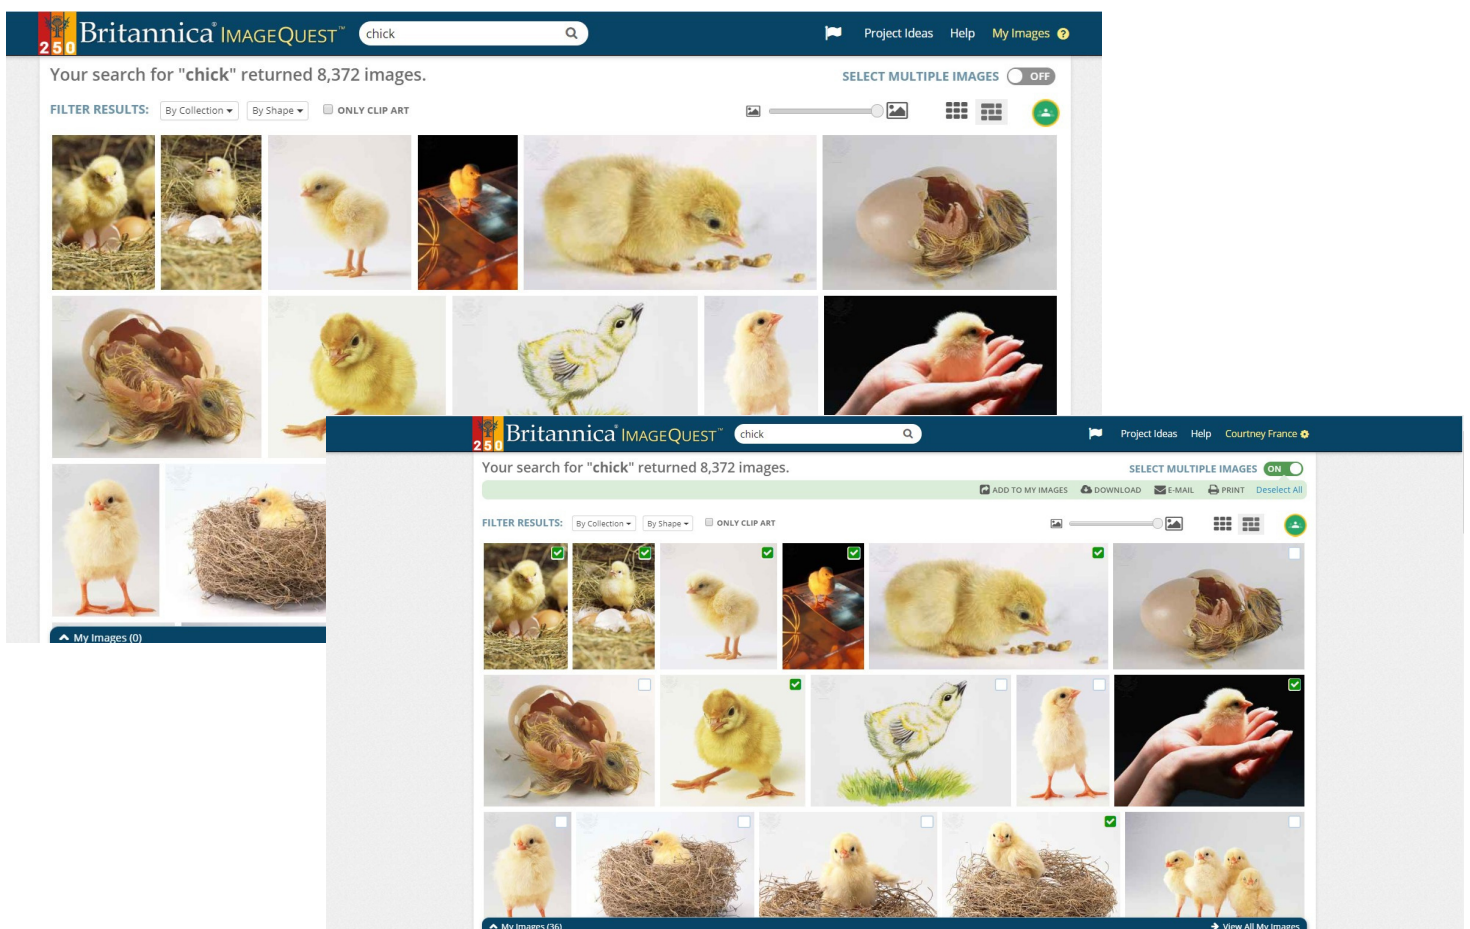 250 Britannica® IMAGEQUEST™ chick Project Ideas Help My Images ?
Your search for "chick" returned 8,372 images. SELECT MULTIPLE IMAGES OFF
FILTER RESULTS: By Collection By Shape ONLY CLIP ART
My Images (0)
250 Britannica® IMAGEQUEST™ chick Project Ideas Help Courtney France
Your search for "chick" returned 8,372 images. SELECT MULTIPLE IMAGES ON
ADD TO MY IMAGES DOWNLOAD E-MAIL PRINT Deselect All
FILTER RESULTS: By Collection By Shape ONLY CLIP ART
My Images (36) View All My Images